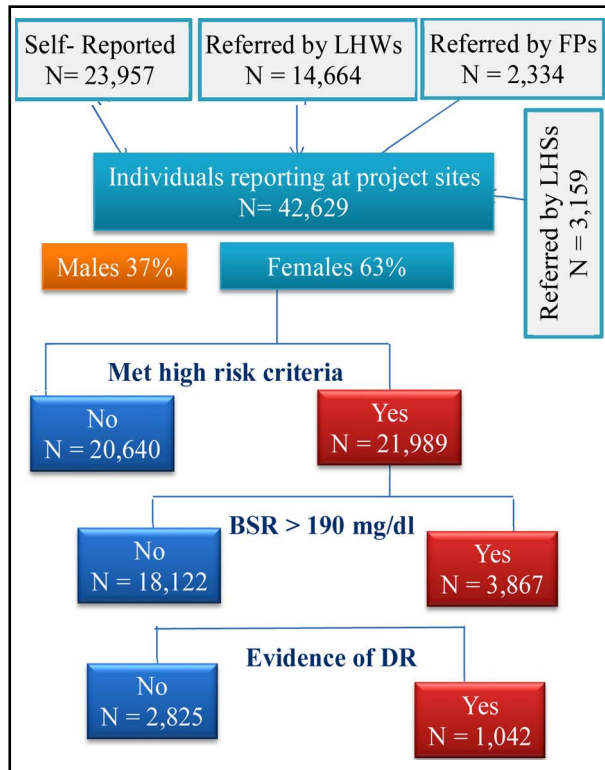 Self- Reported
N= 23,957
Referred by LHWs
N = 14,664
Referred by FPs
N = 2,334
Referred by LHSs
N = 3,159
Individuals reporting at project sites
N= 42,629
Males 37%
Females 63%
Met high risk criteria
No
N = 20,640
Yes
N = 21,989
BSR > 190 mg/dl
No
N = 18,122
Yes
N = 3,867
Evidence of DR
No
N = 2,825
Yes
N = 1,042